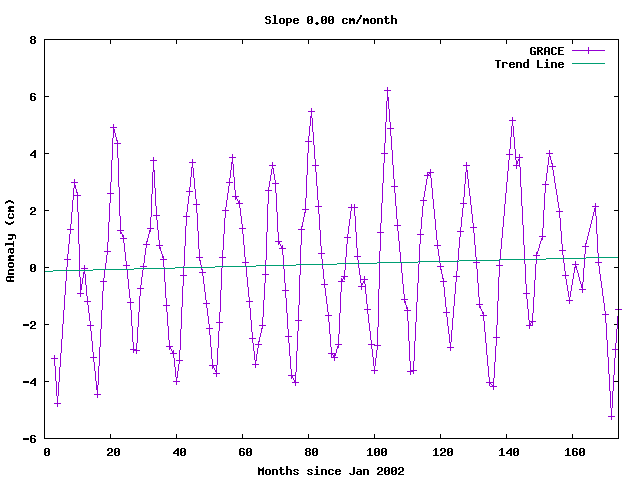 Slope 0.00 cm/month
GRACE
Trend Line
8
6
4
2
0
-2
-4
-6
Anomaly (cm)
0 20 40 60 80 100 120 140 160
Months since Jan 2002